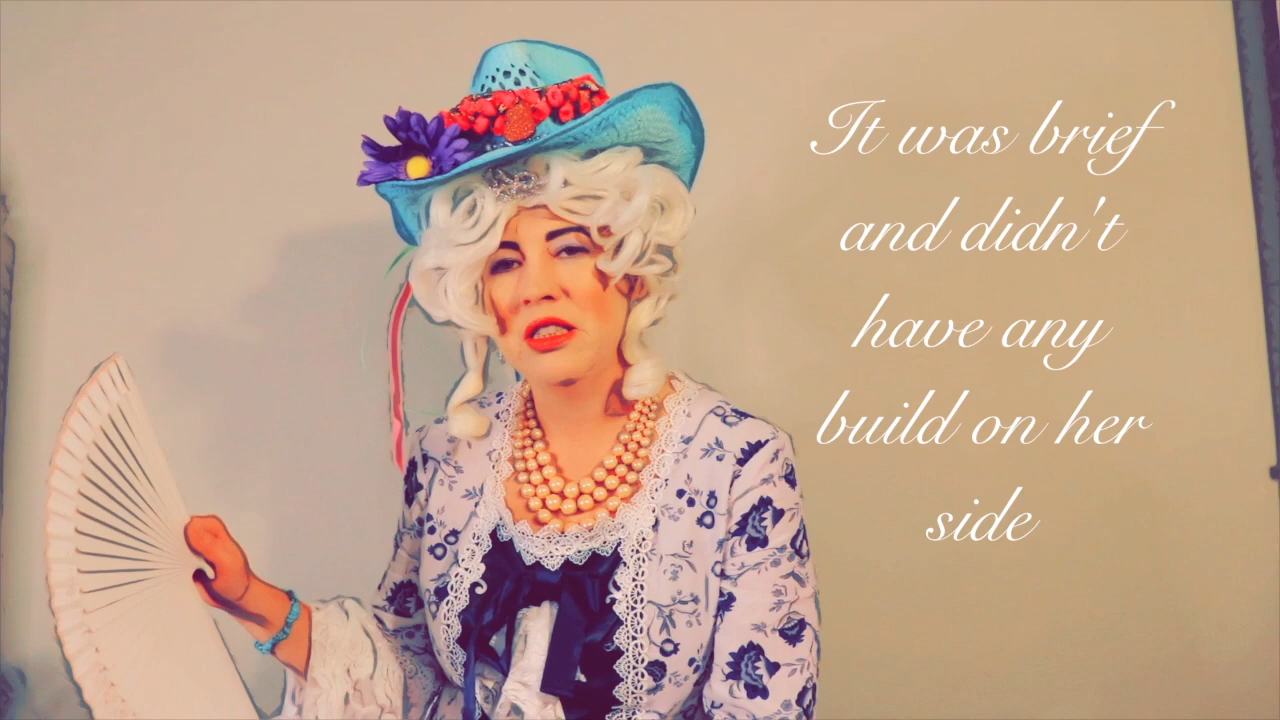 It was brief
and didn't
have any
build on her
side